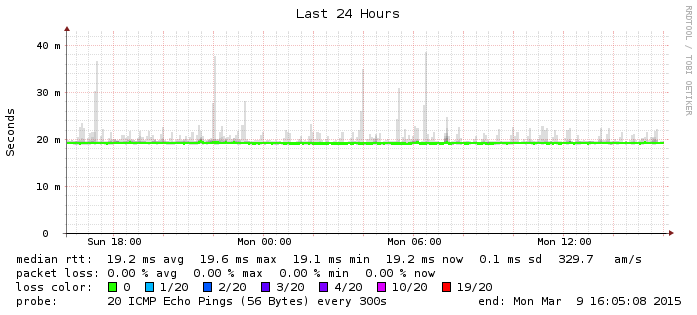 Last 24 Hours
RRDTOOL / TOBI OETIKER
Seconds
40 m
30 m
20 m
10 m
0
Sun 18:00 Mon 00:00 Mon 06:00 Mon 12:00
median rtt: 19.2 ms avg 19.6 ms max 19.1 ms min 19.2 ms now 0.1 ms sd 329.7 am/s
packet loss: 0.00 % avg 0.00 % max 0.00 % min 0.00 % now
loss color: 0 1/20 2/20 3/20 4/20 10/20 19/20
probe: 20 ICMP Echo Pings (56 Bytes) every 300s end: Mon Mar 9 16:05:08 2015